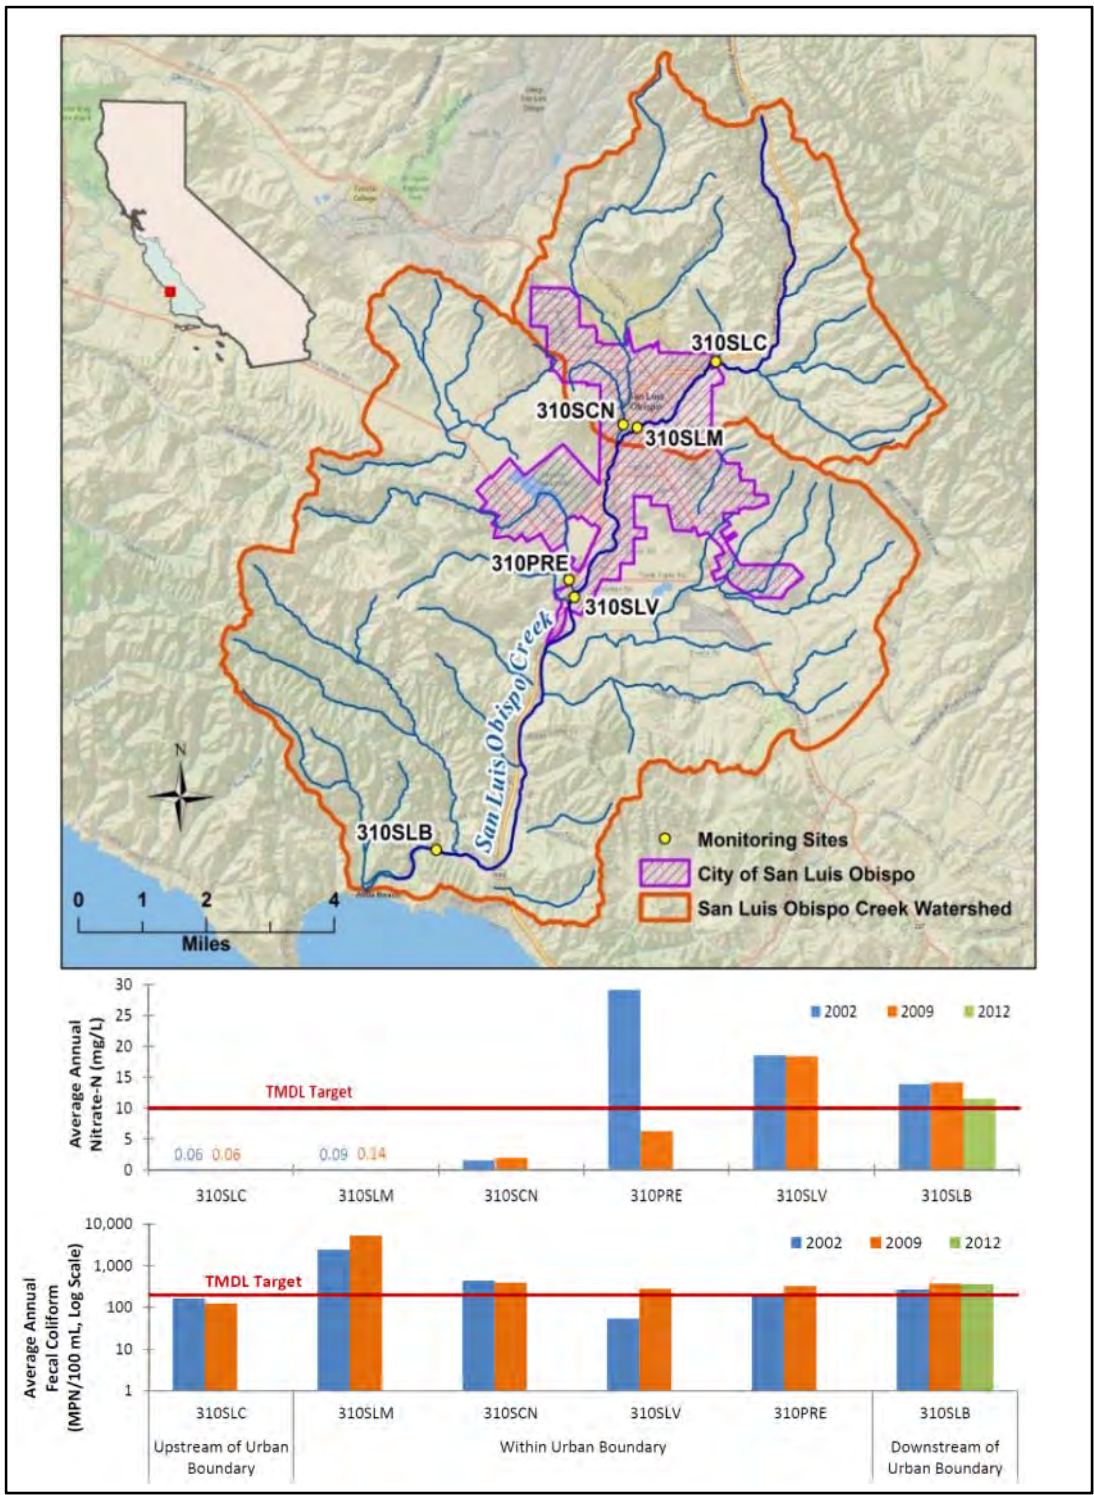 310SLC
310SCN
San Luis
Obispo
310SLM
310PRE
310SLV
San Luis Obispo Creek
N
310SLB
Monitoring Sites
City of San Luis Obispo
San Luis Obispo Creek Watershed
0 1 2 4
Miles
Average Annual
Nitrate-N (mg/L)
30
25
20
15
10
5
0
2002 2009 2012
TMDL Target
0.06 0.06 0.09 0.14
310SLC 310SLM 310SCN 310PRE 310SLV 310SLB
Average Annual
Fecal Coliform
(MPN/100 mL, Log Scale)
10,000
1,000
100
10
1
2002 2009 2012
TMDL Target
310SLC 310SLM 310SCN 310SLV 310PRE 310SLB
Upstream of Urban
Boundary
Within Urban Boundary
Downstream of
Urban Boundary